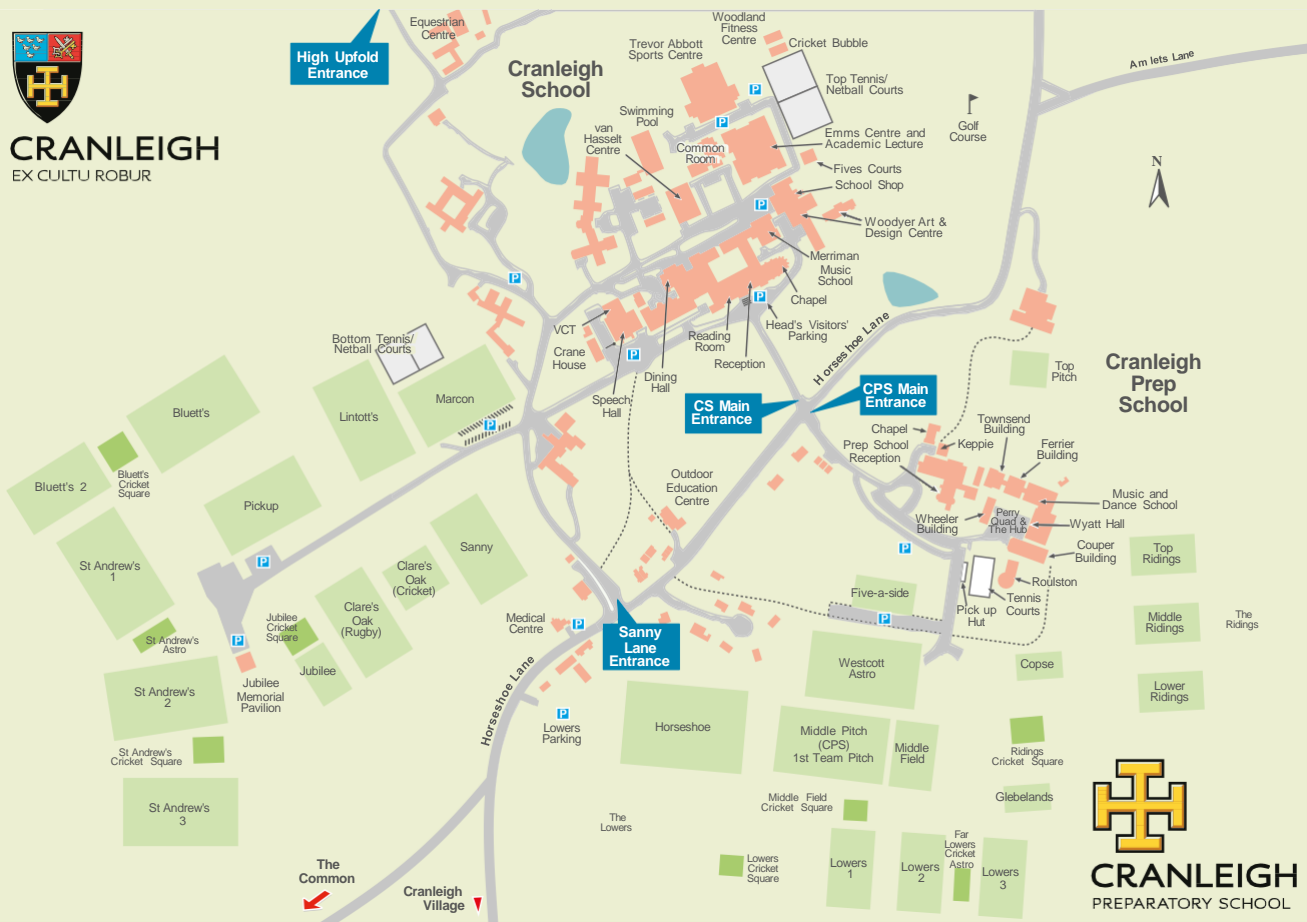 CRANLEIGH
EX CULTU ROBUR
High Upfold
Entrance
Equestrian
Centre
Cranleigh
School
Woodland
Fitness
Centre
Trevor Abbott
Sports Centre
Cricket Bubble
Top Tennis/
Netball Courts
Swimming
Pool
van
Hasselt
Centre
Common
Room
Emms Centre and
Academic Lecture
Fives Courts
School Shop
Woodyer Art &
Design Centre
Merriman
Music
School
Chapel
Head's Visitors'
Parking
Reading
Room
Reception
VCT
Crane
House
Speech
Hall
Dining
Hall
Golf
Course
Amlets Lane
N
Horseshoe Lane
CS Main
Entrance
CPS Main
Entrance
Cranleigh
Prep
School
Top
Pitch
Chapel
Keppie
Townsend
Building
Prep School
Reception
Ferrier
Building
Music and
Dance School
Wyatt Hall
Wheeler
Building
Perry
Quad &
The Hub
Couper
Building
Roulston
Tennis
Courts
Pick up
Hut
Five-a-side
Top
Ridings
Middle
Ridings
The
Ridings
Lower
Ridings
Copse
Ridings
Cricket Square
Glebelands
Bottom Tennis/
Netball Courts
Marcon
Lintott's
Bluett's
Bluett's
Cricket
Square
Bluett's 2
Pickup
St Andrew's
1
St Andrew's
Astro
St Andrew's
2
St Andrew's
Cricket Square
St Andrew's
3
Jubilee
Cricket
Square
Jubilee
Jubilee
Memorial
Pavilion
Clare's
Oak
(Rugby)
Clare's
Oak
(Cricket)
Sanny
Outdoor
Education
Centre
Medical
Centre
Sanny
Lane
Entrance
Horseshoe Lane
Lowers
Parking
Horseshoe
Westcott
Astro
Middle Pitch
(CPS)
1st Team Pitch
Middle
Field
Middle Field
Cricket Square
The
Lowers
Lowers
Cricket
Square
Lowers
1
Lowers
2
Far
Lowers
Cricket
Astro
Lowers
3
The
Common
Cranleigh
Village
P
P
P
P
P
P
P
P
P
P
P
P
P
CRANLEIGH
PREPARATORY SCHOOL